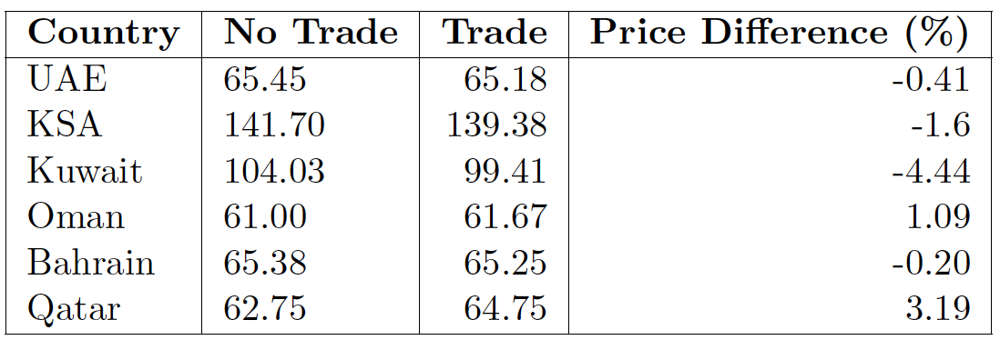 Country No Trade Trade Price Difference (%)
UAE 65.45 65.18 -0.41
KSA 141.70 139.38 -1.6
Kuwait 104.03 99.41 -4.44
Oman 61.00 61.67 1.09
Bahrain 65.38 65.25 -0.20
Qatar 62.75 64.75 3.19